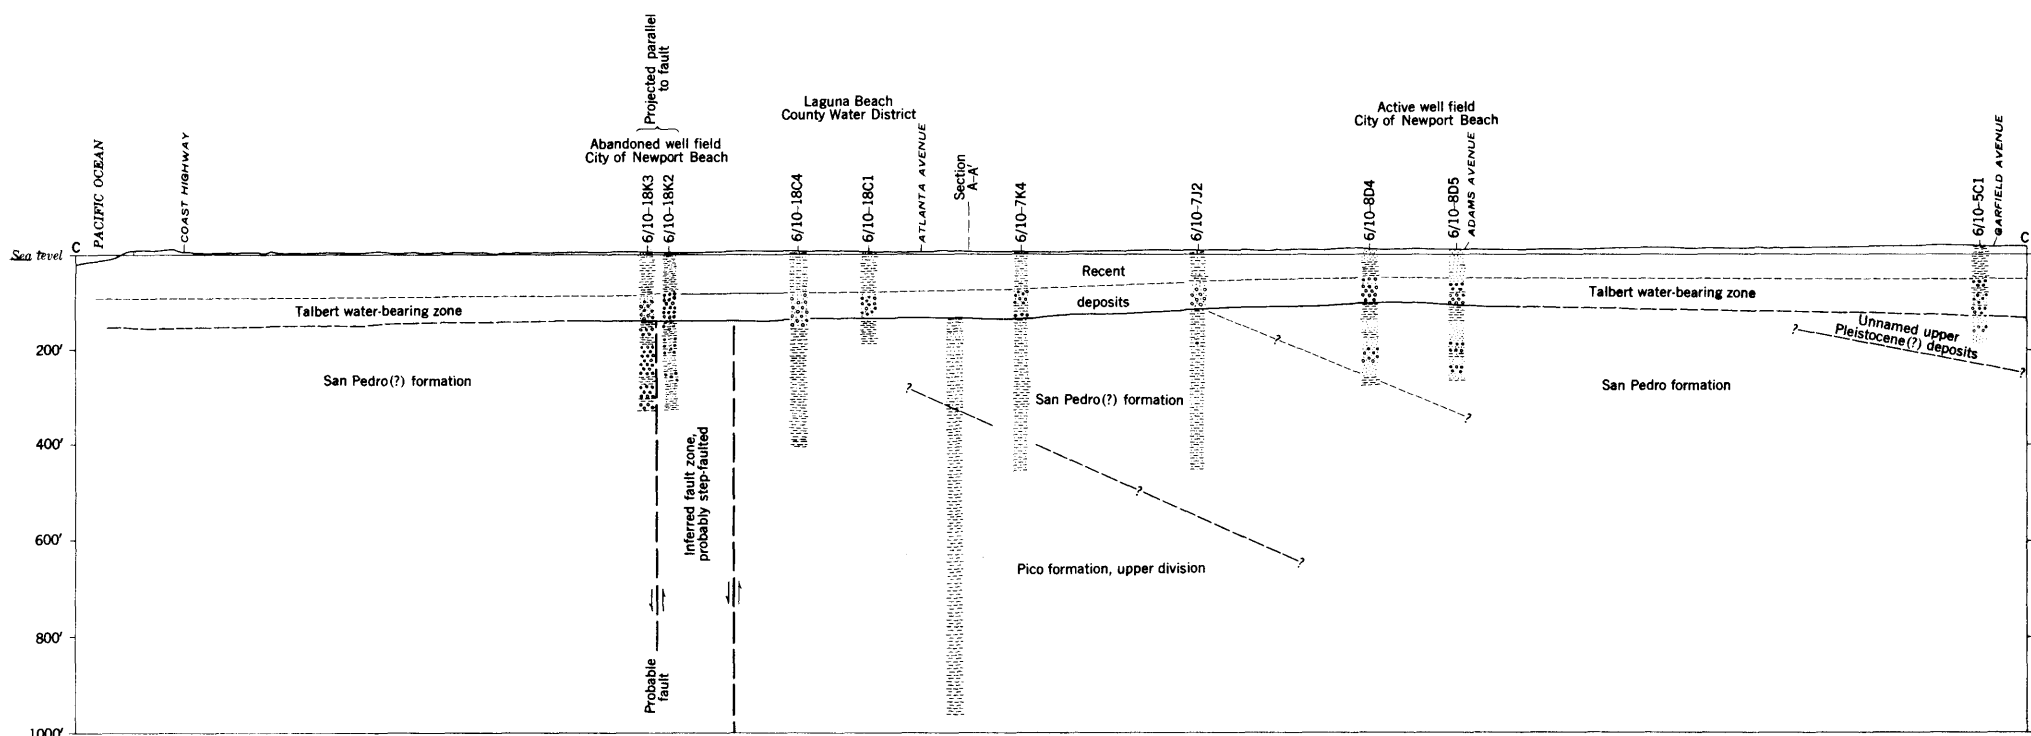 Projected parallel
to fault
Laguna Beach
County Water District
Active well field
City of Newport Beach
Abandoned well field
City of Newport Beach
PACIFIC OCEAN
COAST HIGHWAY
6/10-18K3
6/10-18K2
6/10-18C4
6/10-18C1
ATLANTA AVENUE
Section
A-A'
6/10-7K4
6/10-7J2
6/10-8D4
6/10-8D5
ADAMS AVENUE
6/10-5C1
GARFIELD AVENUE
C
C
Sea level
Recent
deposits
Talbert water-bearing zone
Talbert water-bearing zone
Unnamed upper
Pleistocene(?) deposits
?
?
200'
San Pedro(?) formation
San Pedro(?) formation
San Pedro formation
?
?
?
?
?
400'
Inferred fault zone,
probably step-faulted
600'
Pico formation, upper division
800'
Probable
fault
1000'